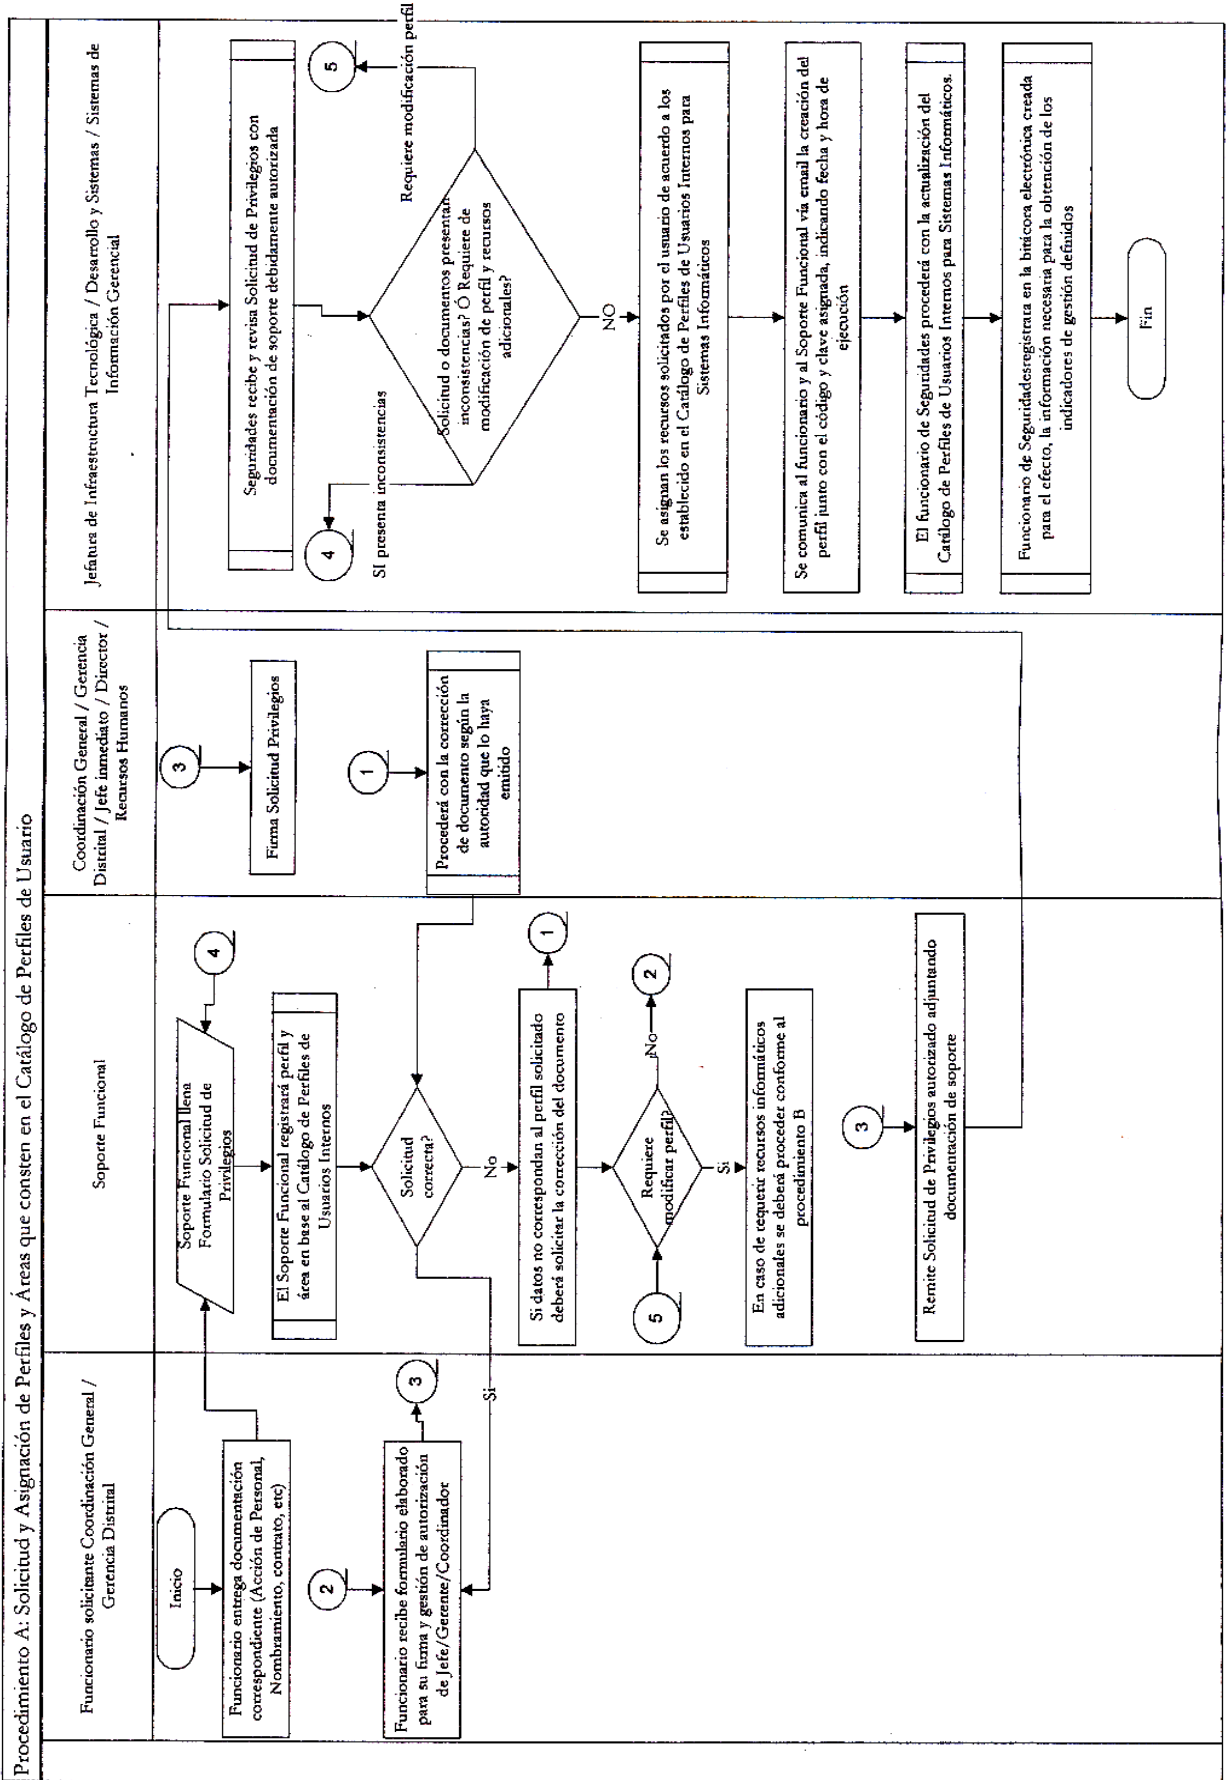 Procedimiento A: Solicitud y Asignación de Perfiles y Áreas que consten en el Catálogo de Perfiles de Usuario
Funcionario solicitante Coordinación General /
Gerencia Distrital
Soporte Funcional
Coordinación General / Gerencia
Distrital / Jefe inmediato / Director /
Recursos Humanos
Jefatura de Infraestructura Tecnológica / Desarrollo y Sistemas / Sistemas de
Información Gerencial
Inicio
Funcionario entrega documentación
correspondiente (Acción de Personal,
Nombramiento, contrato, etc)
2
Funcionario recibe formulario elaborado
para su firma y gestión de autorización
de Jefe/Gerente/Coordinador
3
Si
Soporte Funcional llena
Formulario Solicitud de
Privilegios
4
El Soporte Funcional registrará perfil y
área en base al Catálogo de Perfiles de
Usuarios Internos
Solicitud
correcta?
No
Si datos no correspondan al perfil solicitado
deberá solicitar la corrección del documento
1
Requiere
modificar perfil?
No
2
5
Si
En caso de requerir recursos informáticos
adicionales se deberá proceder conforme al
procedimiento B
3
Remite Solicitud de Privilegios autorizado adjuntando
documentación de soporte
3
Firma Solicitud Privilegios
1
Procederá con la corrección
de documento según la
autoridad que lo haya
emitido
Seguridades recibe y revisa Solicitud de Privilegios con
documentación de soporte debidamente autorizada
4
SI presenta inconsistencias
Solicitud o documentos presentan
inconsistencias? Ó Requiere de
modificación de perfil y recursos
adicionales?
5
Requiere modificación perfil
NO
Se asignan los recursos solicitados por el usuario de acuerdo a los
establecido en el Catálogo de Perfiles de Usuarios Internos para
Sistemas Informáticos
Se comunica al funcionario y al Soporte Funcional vía email la creación del
perfil junto con el código y clave asignada, indicando fecha y hora de
ejecución
El funcionario de Seguridades procederá con la actualización del
Catálogo de Perfiles de Usuarios Internos para Sistemas Informáticos.
Funcionario de Seguridadesregistrara en la bitácora electrónica creada
para el efecto, la información necesaria para la obtención de los
indicadores de gestión definidos
Fin